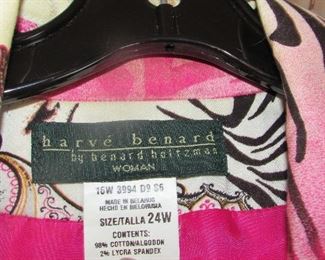 harvé benard
by benard holtzman
WOMAN
16W 3994 D9 S6
MADE IN BELARUS
HECHO EN BIELORUSIA
SIZE/TALLA 24W
CONTENTS:
98% COTTON/ALGODON
2% LYCRA SPANDEX